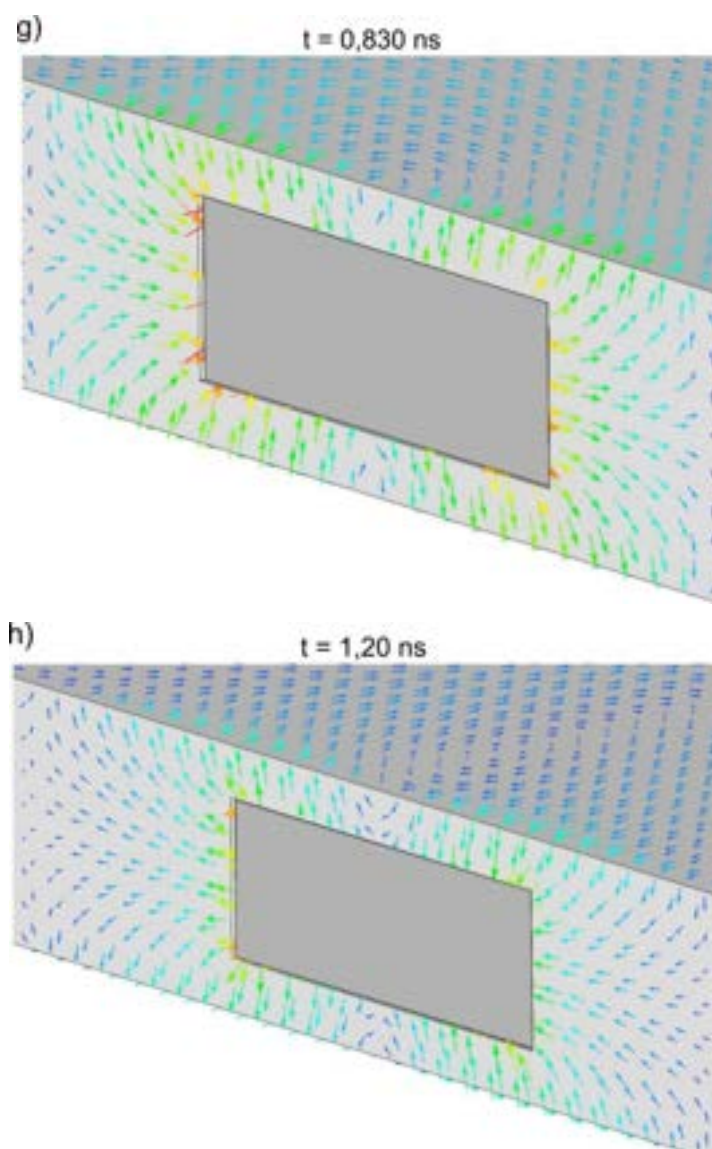 g)
t = 0,830 ns
h)
t = 1,20 ns